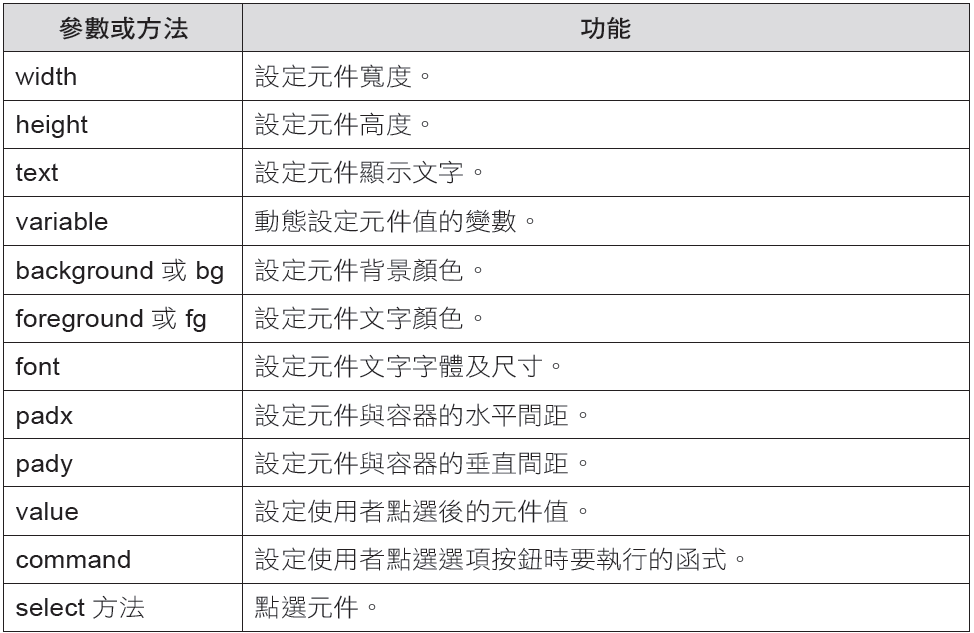 參數或方法 功能
width 設定元件寬度。
height 設定元件高度。
text 設定元件顯示文字。
variable 動態設定元件值的變數。
background 或 bg 設定元件背景顏色。
foreground 或 fg 設定元件文字顏色。
font 設定元件文字字體及尺寸。
padx 設定元件與容器的水平間距。
pady 設定元件與容器的垂直間距。
value 設定使用者點選後的元件值。
command 設定使用者點選選項按鈕時要執行的函式。
select 方法 點選元件。